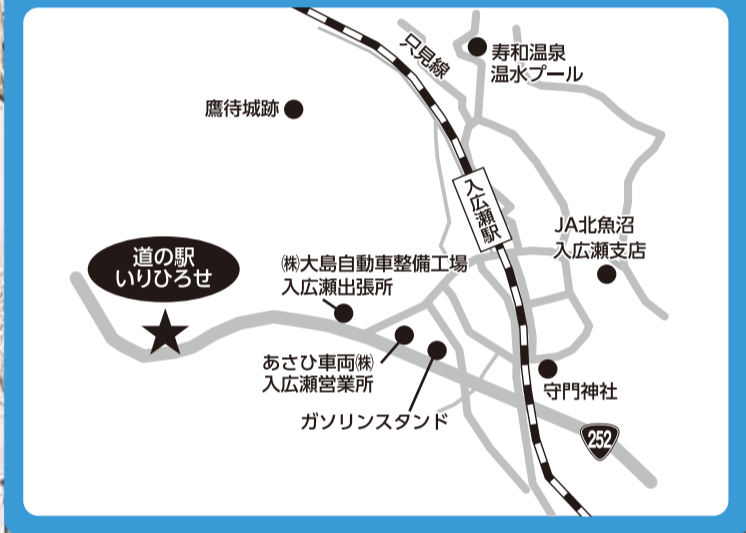 只見線
寿和温泉
温水プール
鷹待城跡
入広瀬駅
JA北魚沼
入広瀬支店
道の駅
いりひろせ
㈱大島自動車整備工場
入広瀬出張所
あさひ車両㈱
入広瀬営業所
ガソリンスタンド
守門神社
252